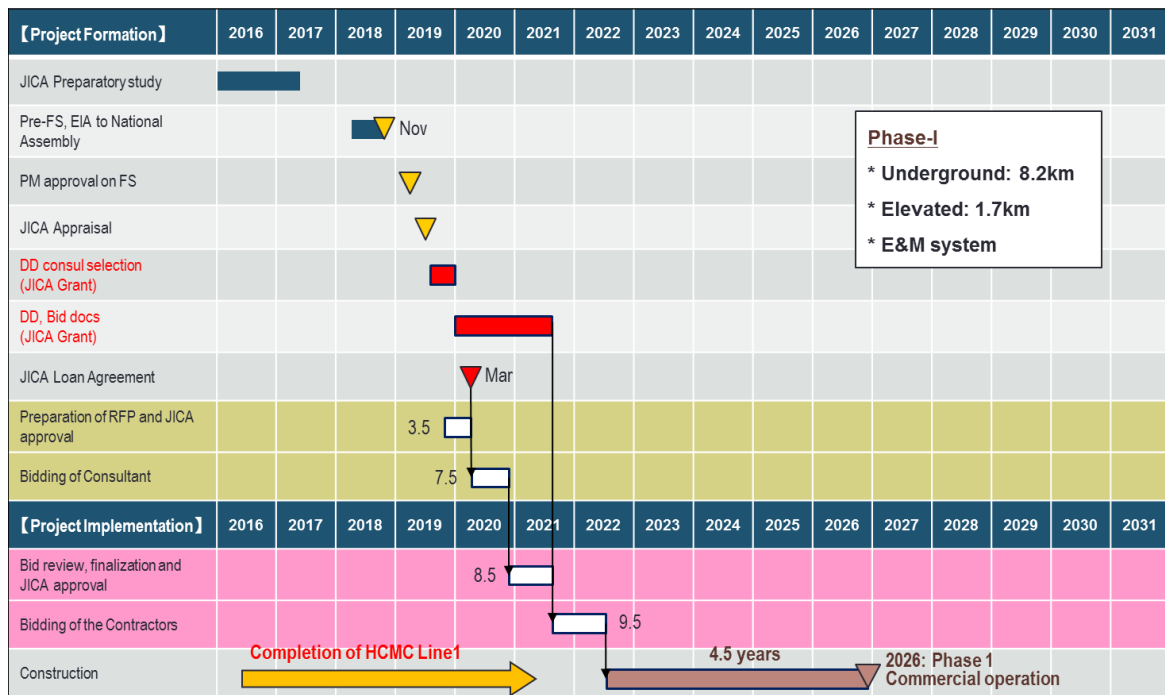 【Project Formation】 2016 2017 2018 2019 2020 2021 2022 2023 2024 2025 2026 2027 2028 2029 2030 2031
JICA Preparatory study
Pre-FS, EIA to National
Assembly
Nov
PM approval on FS
JICA Appraisal
DD consul selection
(JICA Grant)
DD, Bid docs
(JICA Grant)
JICA Loan Agreement
Mar
Preparation of RFP and JICA
approval
3.5
Bidding of Consultant
7.5
Phase-I
* Underground: 8.2km
* Elevated: 1.7km
* E&M system
【Project Implementation】 2016 2017 2018 2019 2020 2021 2022 2023 2024 2025 2026 2027 2028 2029 2030 2031
Bid review, finalization and
JICA approval
8.5
Bidding of the Contractors
9.5
Construction
Completion of HCMC Line1
4.5 years
2026: Phase 1
Commercial operation